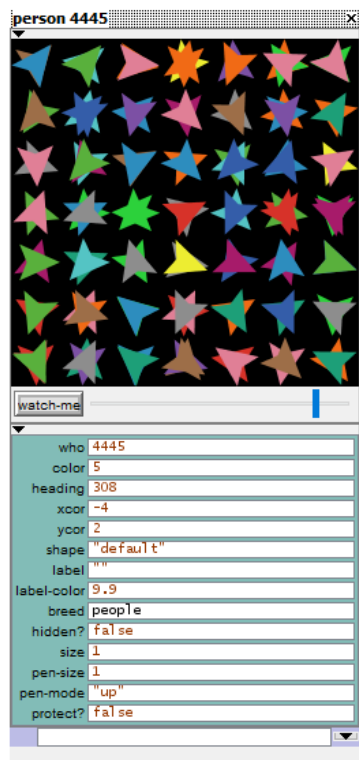 person 4445 x
watch-me
who 4445
color 5
heading 308
xcor -4
ycor 2
shape "default"
label ""
label-color 9.9
breed people
hidden? false
size 1
pen-size 1
pen-mode "up"
protect? false